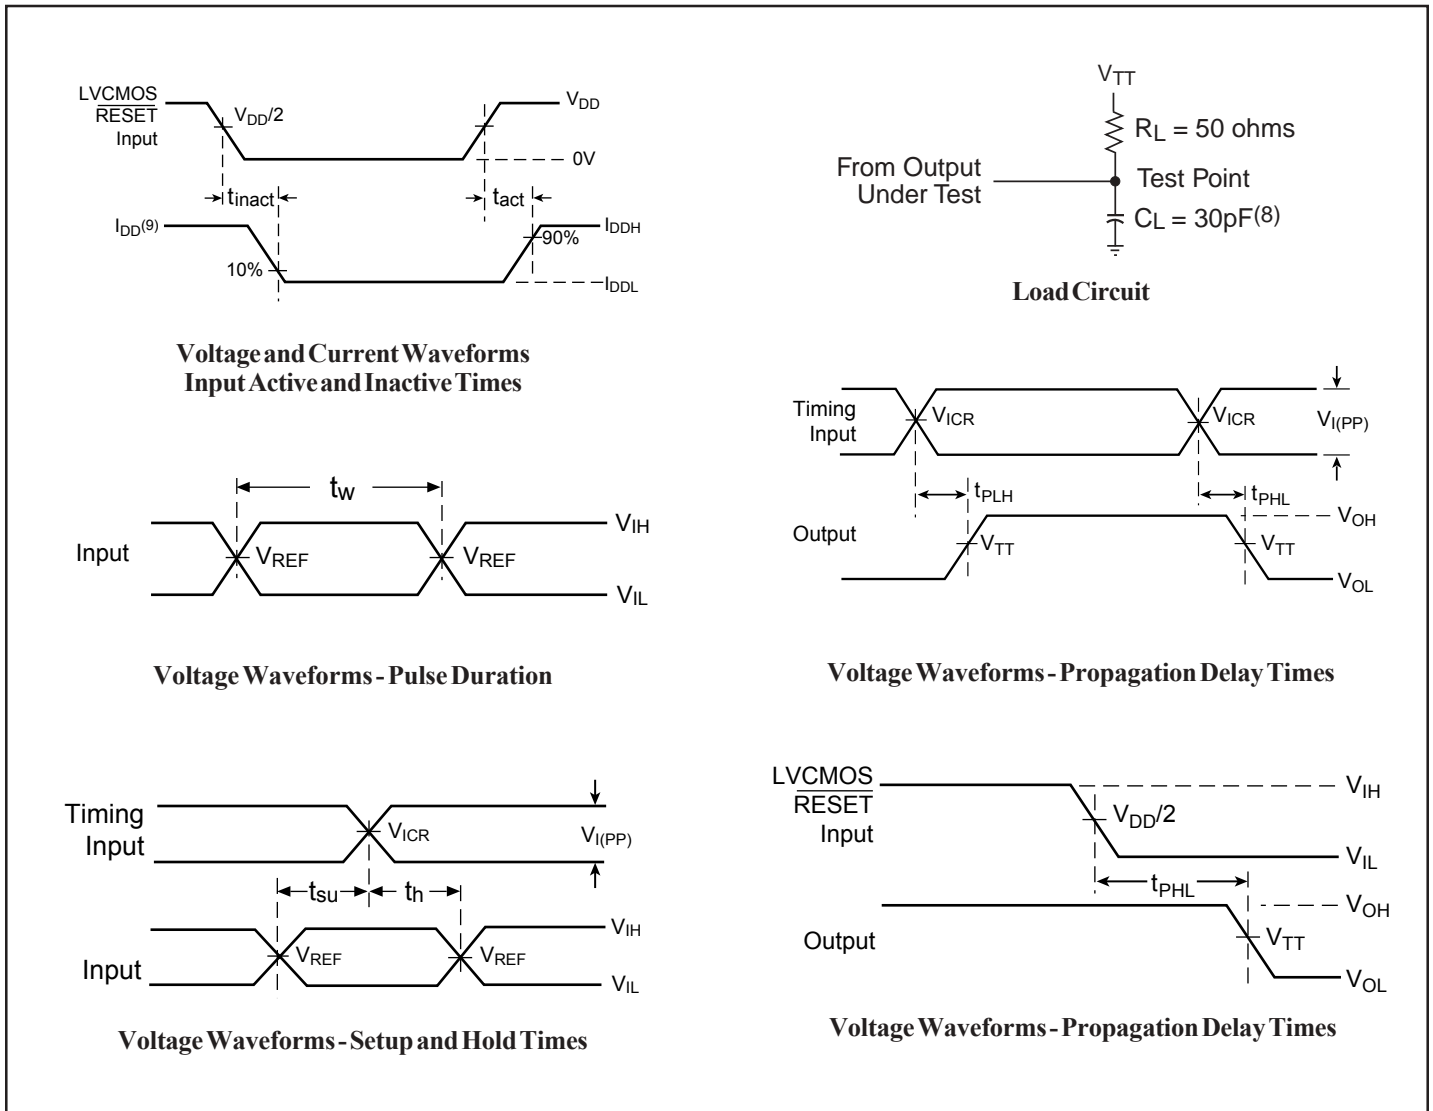 LVCMOS
RESET
Input
VDD/2
VDD
0V
tinact
tact
IDD(9)
IDDH
90%
10%
IDDL
Voltage and Current Waveforms
Input Active and Inactive Times
VTT
RL = 50 ohms
From Output
Under Test
Test Point
CL = 30pF(8)
Load Circuit
tW
Input
VREF
VREF
VIH
VIL
Voltage Waveforms - Pulse Duration
Timing
Input
VICR
VICR
VI(PP)
tPLH
tPHL
Output
VTT
VTT
VOH
VOL
Voltage Waveforms - Propagation Delay Times
Timing
Input
VICR
VI(PP)
tsu
th
Input
VREF
VREF
VIH
VIL
Voltage Waveforms - Setup and Hold Times
LVCMOS
RESET
Input
VDD/2
VIH
VIL
tPHL
Output
VTT
VOH
VOL
Voltage Waveforms - Propagation Delay Times